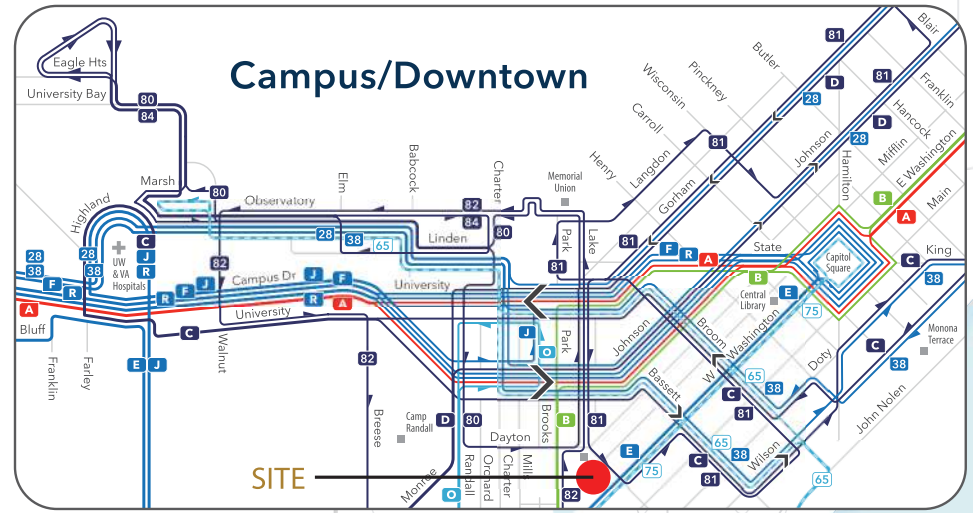 Campus/Downtown
Eagle Hts
University Bay
80
84
Marsh
80
Highland
Observatory
Elm
Babcock
Charter
82
84
80
Linden
28
38
65
Memorial
Union
Park
Lake
81
Henry
Langdon
Carroll
Wisconsin
Pinckney
Butler
81
81
D
28
81
D
28
Blair
Franklin
Hancock
Mifflin
E Washington
Main
Hamilton
Johnson
Gorham
81
F
R
A
State
B
B
A
Capitol
Square
King
C
38
28
38
28
38
UW
& VA
Hospitals
C
J
R
82
F
R
A
R
F
J
Campus Dr
J
F
R
A
University
University
Bluff
C
Walnut
Franklin
Farley
E
J
82
Breese
Camp
Randall
D
80
J
O
Park
Johnson
Broom
Bassett
Central
Library
E
75
W Washington
Doty
C
38
Monona
Terrace
John Nolen
65
38
C
81
65
38
C
81
Wilson
65
E
75
Brooks
B
81
Dayton
Monroe
Randall
Orchard
Charter
Mills
O
82
SITE